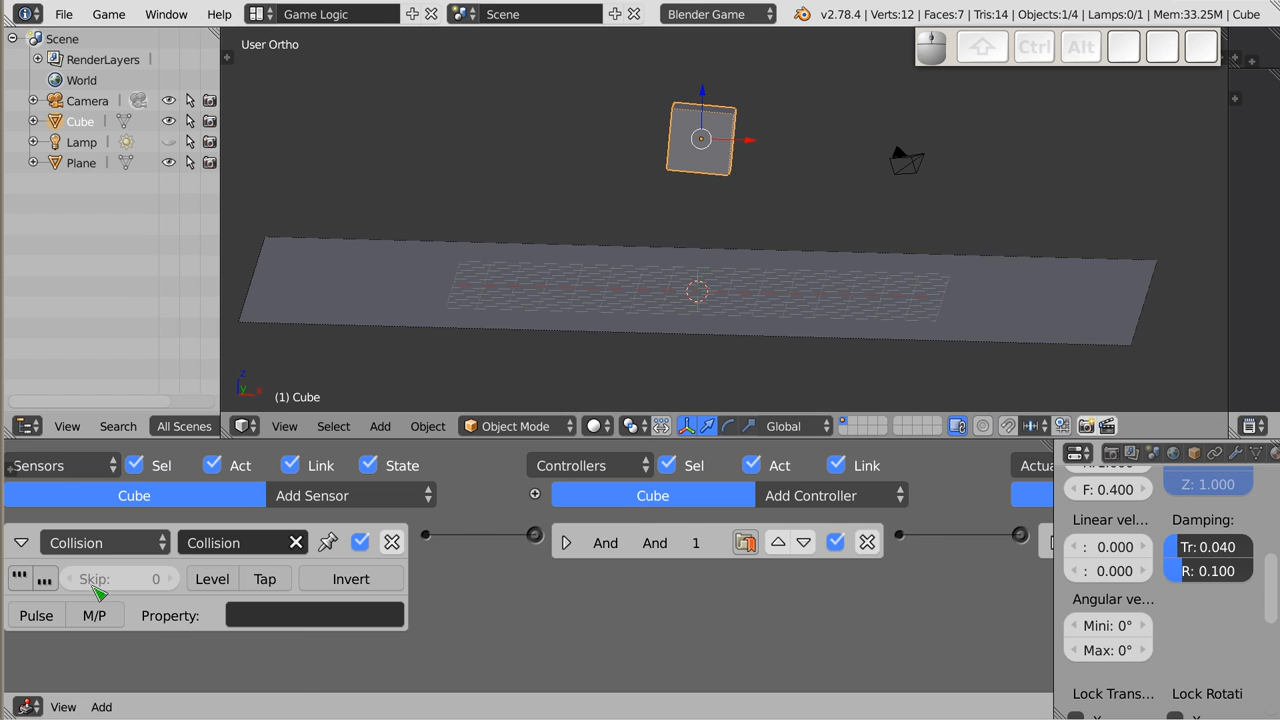 File Game Window Help Game Logic Scene Blender Game v2.78.4 | Verts:12 | Faces:7 | Tris:14 | Objects:1/4 | Lamps:0/1 | Mem:33.25M | Cube
Scene
RenderLayers
World
Camera
Cube
Lamp
Plane
User Ortho
Ctrl Alt
z
y x
(1) Cube
View Search All Scenes
View Select Add Object Object Mode Global
Sensors Sel Act Link State Controllers Sel Act Link
Cube Add Sensor Cube Add Controller
Collision Collision And And 1
Skip: 0 Level Tap Invert
Pulse M/P Property:
View Add
F: 0.400 Z: 1.000
Linear vel... Damping:
: 0.000 Tr: 0.040
: 0.000 R: 0.100
Angular ve...
Mini: 0°
Max: 0°
Lock Trans... Lock Rotati